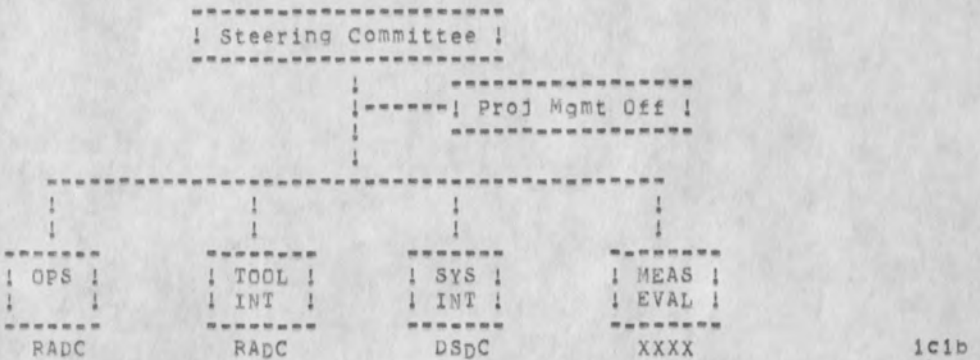 ! Steering Committee !
! Proj Mgmt Off !
! OPS ! ! TOOL ! ! SYS ! ! MEAS !
! ! ! INT ! ! INT ! ! EVAL !
RADC RADC DSDC XXXX 1c1b